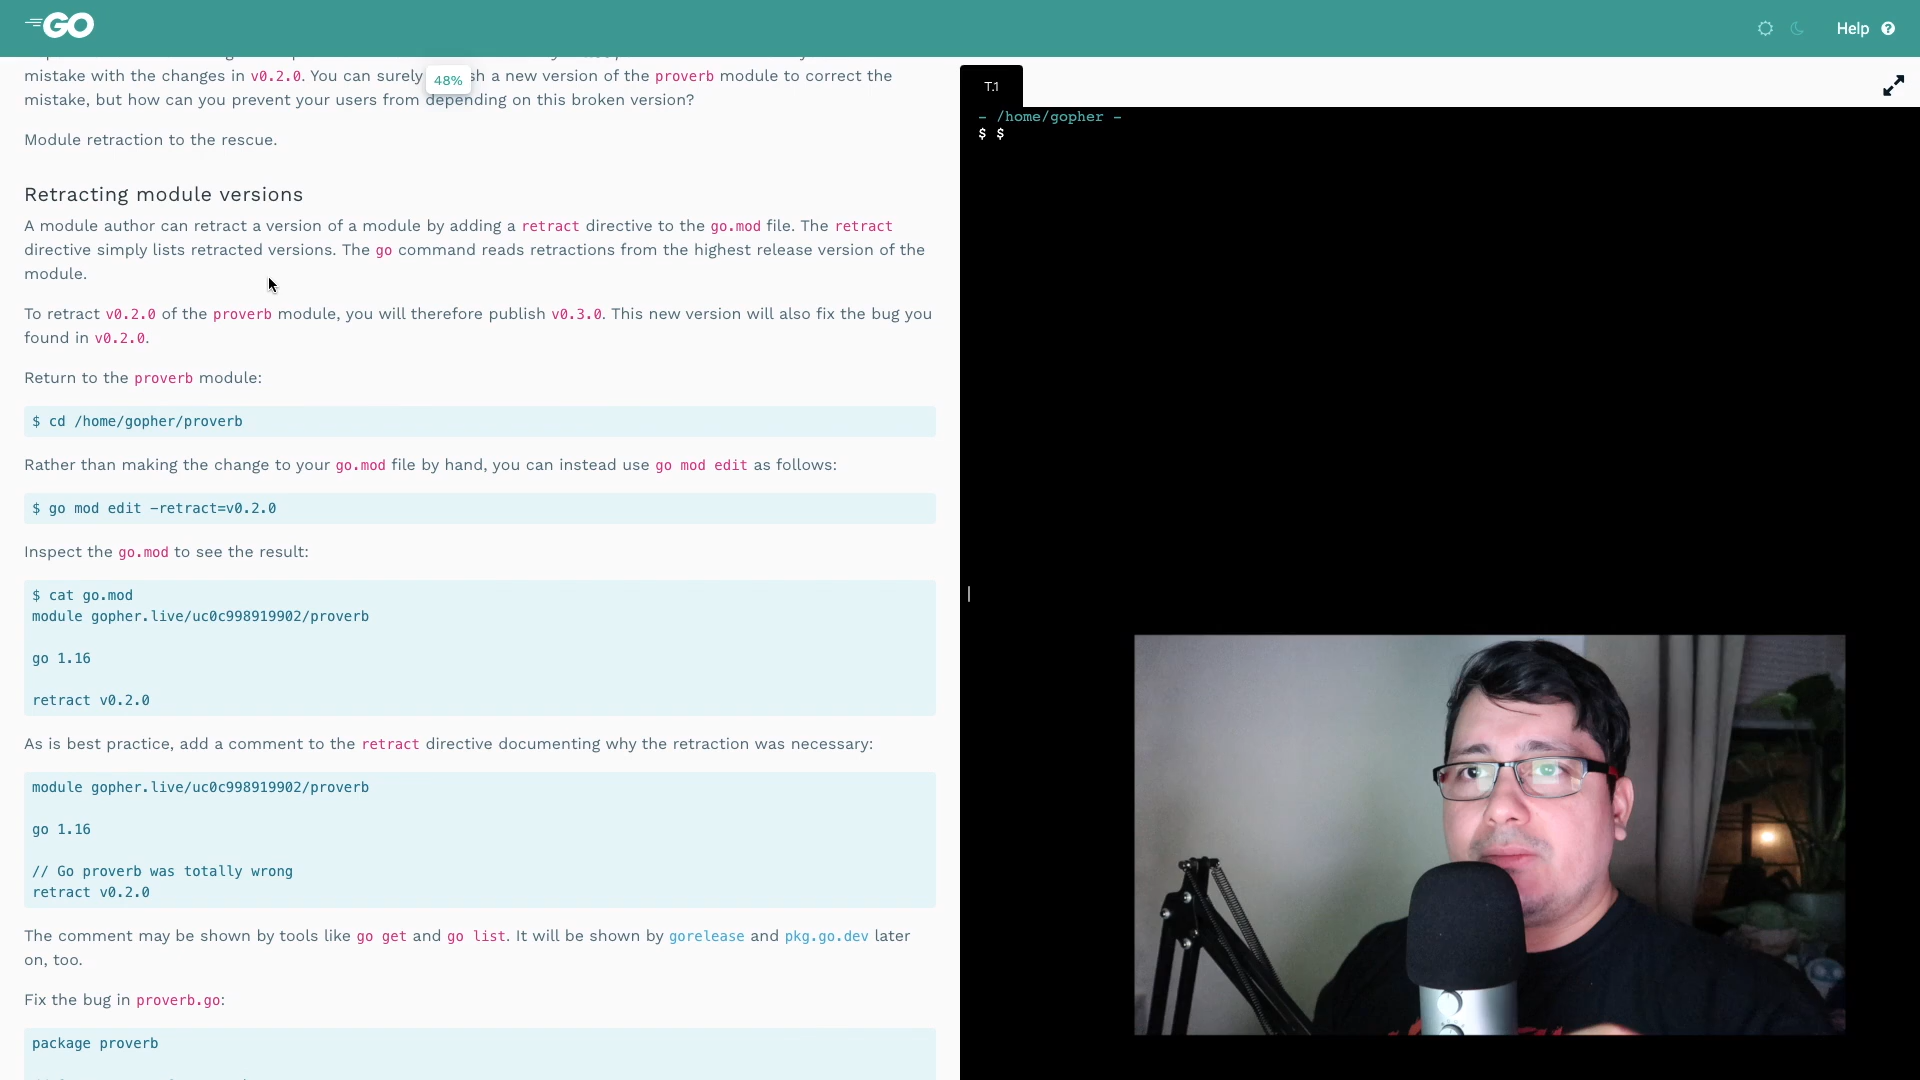 GO
Help
mistake with the changes in v0.2.0. You can surely sh a new version of the proverb module to correct the
48%
mistake, but how can you prevent your users from depending on this broken version?
Module retraction to the rescue.
Retracting module versions
A module author can retract a version of a module by adding a retract directive to the go.mod file. The retract
directive simply lists retracted versions. The go command reads retractions from the highest release version of the
module.
To retract v0.2.0 of the proverb module, you will therefore publish v0.3.0. This new version will also fix the bug you
found in v0.2.0.
Return to the proverb module:
$ cd /home/gopher/proverb
Rather than making the change to your go.mod file by hand, you can instead use go mod edit as follows:
$ go mod edit -retract=v0.2.0
Inspect the go.mod to see the result:
$ cat go.mod
module gopher.live/uc0c998919902/proverb
go 1.16
retract v0.2.0
As is best practice, add a comment to the retract directive documenting why the retraction was necessary:
module gopher.live/uc0c998919902/proverb
go 1.16
// Go proverb was totally wrong
retract v0.2.0
The comment may be shown by tools like go get and go list. It will be shown by gorelease and pkg.go.dev later
on, too.
Fix the bug in proverb.go:
package proverb
T.1
- /home/gopher -
$ $